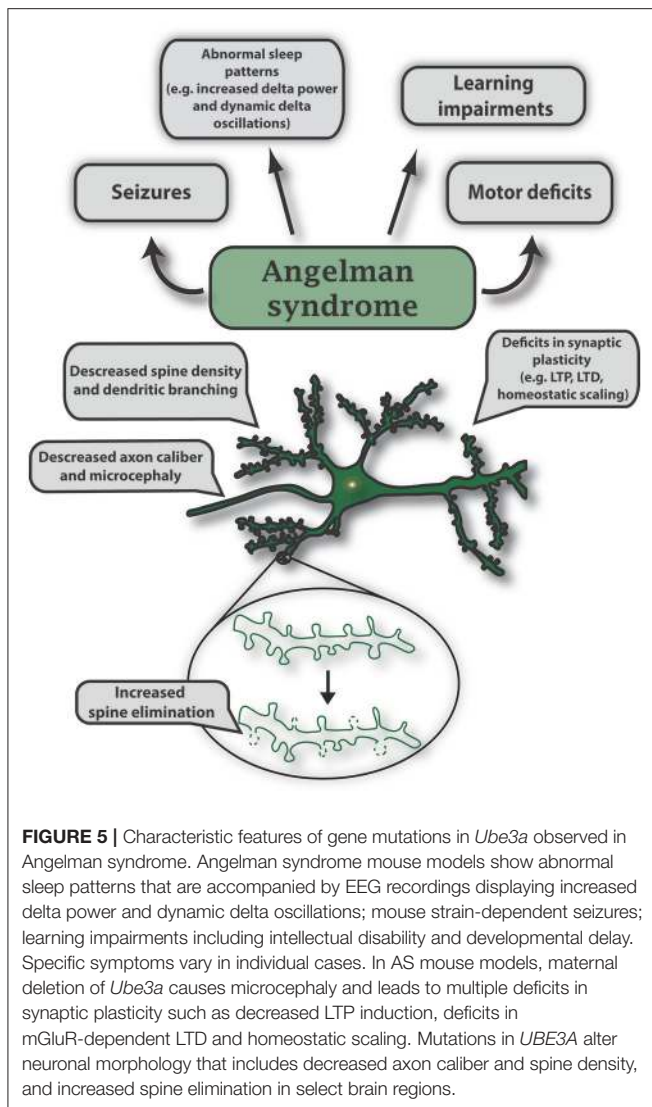 Abnormal sleep
patterns
(e.g. increased delta power
and dynamic delta
oscillations)
Learning
impairments
Seizures
Motor deficits
Angelman
syndrome
Descreased spine density
and dendritic branching
Deficits in synaptic
plasticity
(e.g. LTP, LTD,
homeostatic scaling)
Descreased axon caliber
and microcephaly
Increased
spine elimination
FIGURE 5 | Characteristic features of gene mutations in Ube3a observed in
Angelman syndrome. Angelman syndrome mouse models show abnormal
sleep patterns that are accompanied by EEG recordings displaying increased
delta power and dynamic delta oscillations; mouse strain-dependent seizures;
learning impairments including intellectual disability and developmental delay.
Specific symptoms vary in individual cases. In AS mouse models, maternal
deletion of Ube3a causes microcephaly and leads to multiple deficits in
synaptic plasticity such as decreased LTP induction, deficits in
mGluR-dependent LTD and homeostatic scaling. Mutations in UBE3A alter
neuronal morphology that includes decreased axon caliber and spine density,
and increased spine elimination in select brain regions.